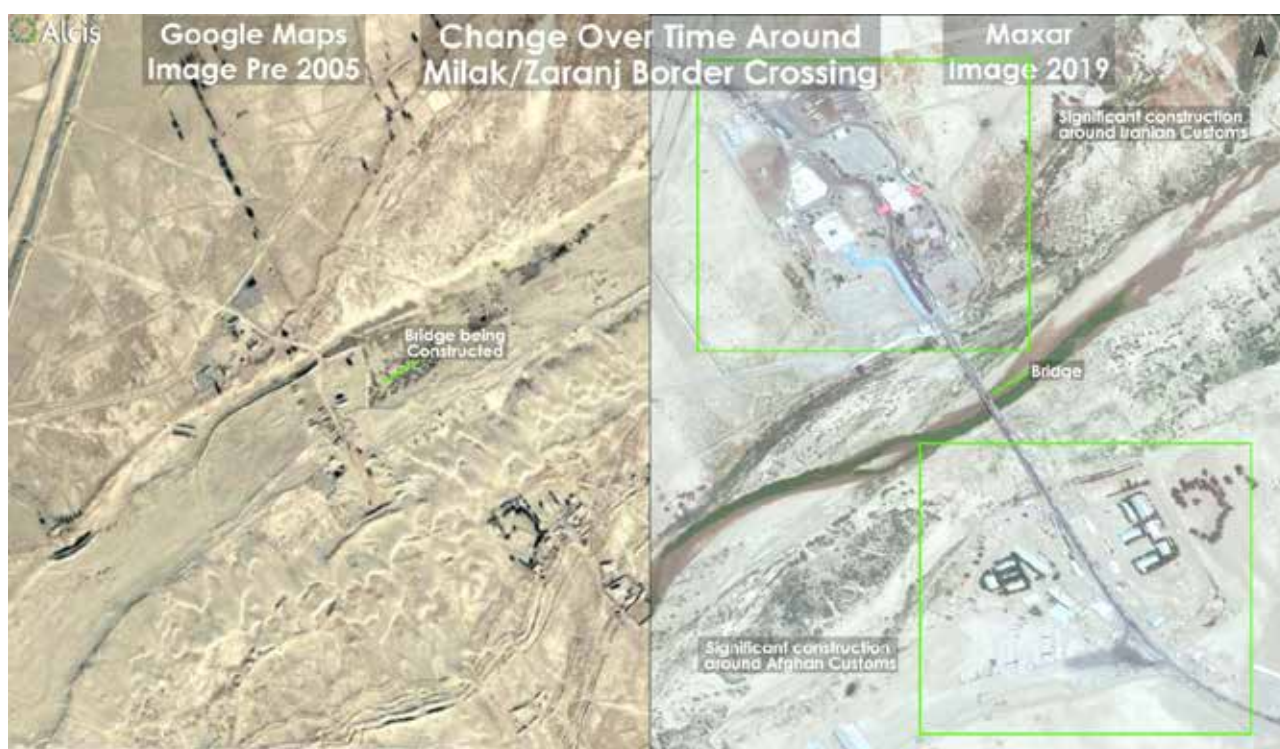 Alcis
Google Maps
Image Pre 2005
Change Over Time Around
Milak/Zaranj Border Crossing
Maxar
Image 2019
Significant construction
around Iranian Customs
Bridge being
Constructed
Bridge
Significant construction
around Afghan Customs